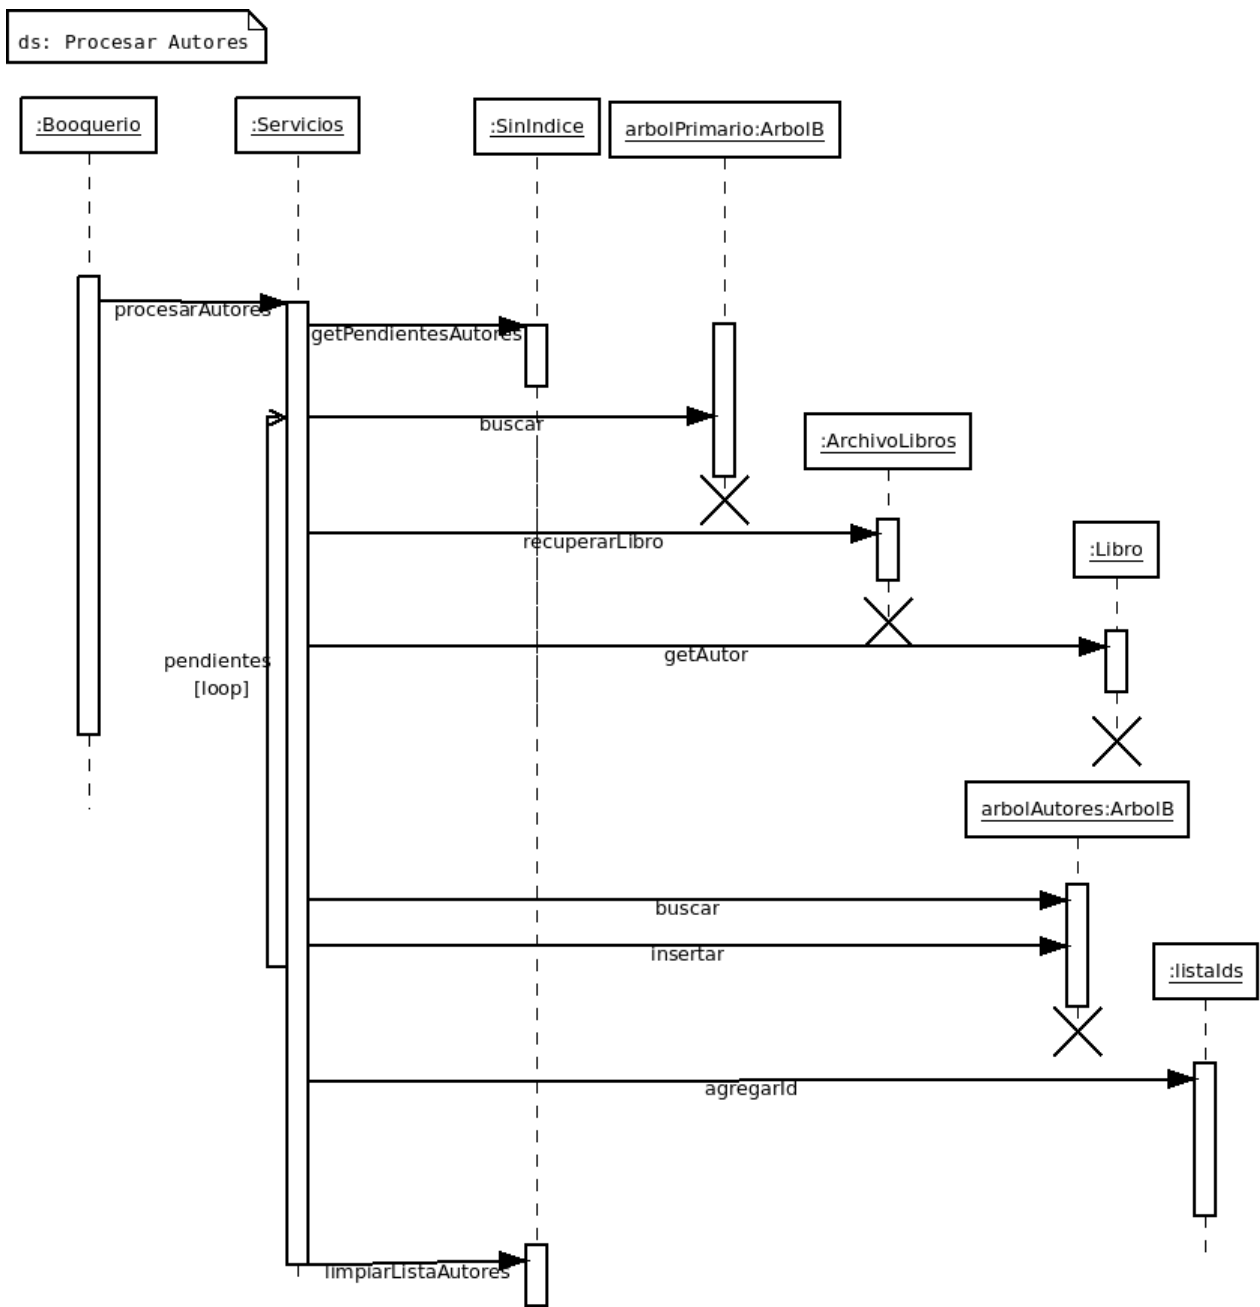 ds: Procesar Autores
:Booquerio
:Servicios
:SinIndice
arbolPrimario:ArbolB
procesarAutores
getPendientesAutores
buscar
:ArchivoLibros
recuperarLibro
:Libro
getAutor
pendientes
[loop]
arbolAutores:ArbolB
buscar
insertar
:listaIds
agregarId
limpiarListaAutores